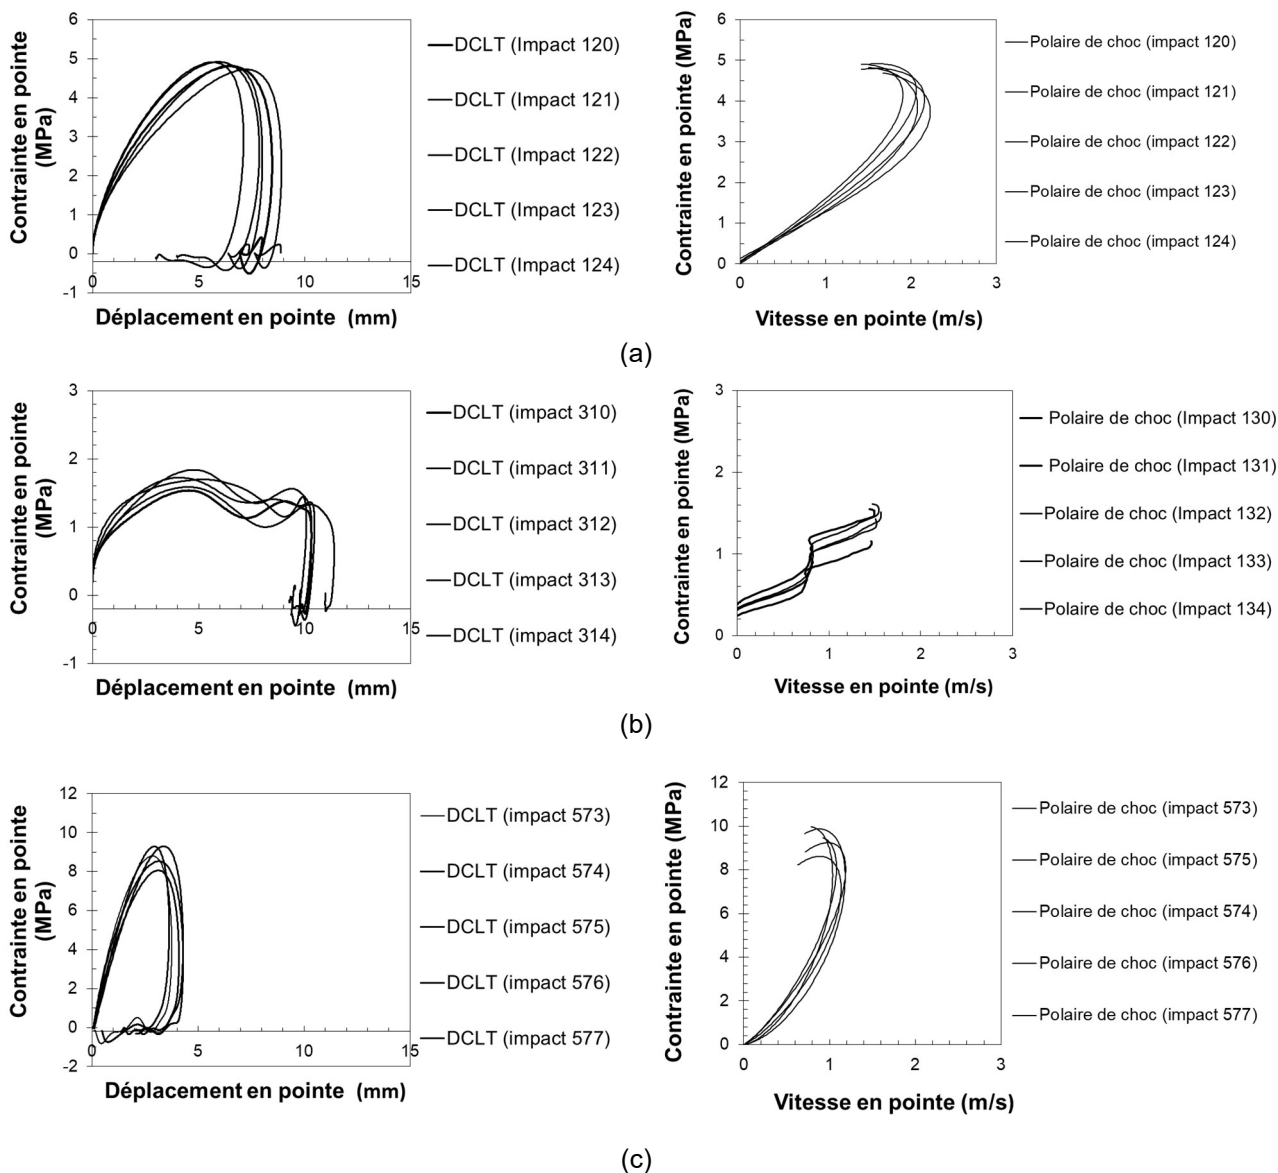 Contrainte en pointe
(MPa)
6
5
4
3
2
1
0
-1
0
5
10
15
Déplacement en pointe (mm)
DCLT (Impact 120)
DCLT (Impact 121)
DCLT (Impact 122)
DCLT (Impact 123)
DCLT (Impact 124)
Contrainte en pointe (MPa)
6
5
4
3
2
1
0
0
1
2
3
Vitesse en pointe (m/s)
Polaire de choc (impact 120)
Polaire de choc (impact 121)
Polaire de choc (impact 122)
Polaire de choc (impact 123)
Polaire de choc (impact 124)
(a)
Contrainte en pointe
(MPa)
3
2
1
0
-1
0
5
10
15
Déplacement en pointe (mm)
DCLT (impact 310)
DCLT (impact 311)
DCLT (impact 312)
DCLT (impact 313)
DCLT (impact 314)
Contrainte en pointe (MPa)
3
2
1
0
0
1
2
3
Vitesse en pointe (m/s)
Polaire de choc (Impact 130)
Polaire de choc (Impact 131)
Polaire de choc (Impact 132)
Polaire de choc (Impact 133)
Polaire de choc (Impact 134)
(b)
Contrainte en pointe
(MPa)
12
10
8
6
4
2
0
-2
0
5
10
15
Déplacement en pointe (mm)
DCLT (impact 573)
DCLT (impact 574)
DCLT (impact 575)
DCLT (impact 576)
DCLT (impact 577)
Contrainte en pointe (MPa)
12
10
8
6
4
2
0
0
1
2
3
Vitesse en pointe (m/s)
Polaire de choc (impact 573)
Polaire de choc (impact 575)
Polaire de choc (impact 574)
Polaire de choc (impact 576)
Polaire de choc (impact 577)
(c)